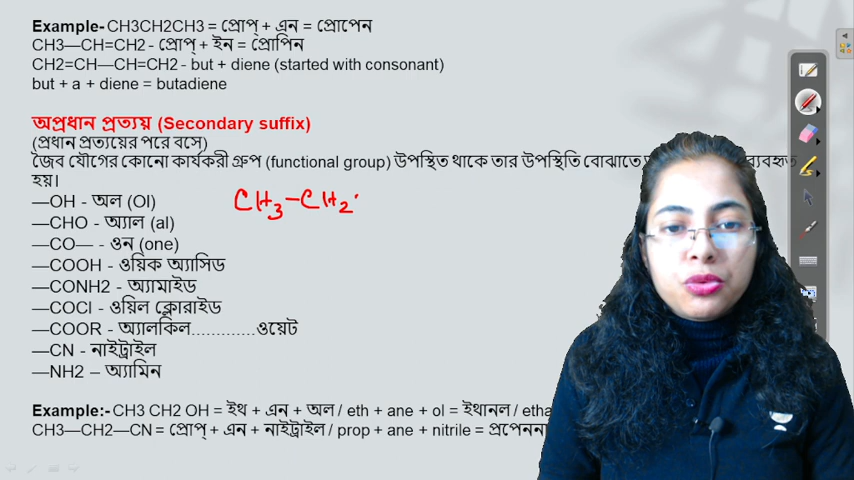 Example- CH3CH2CH3 = প্রোপ্ + এন = প্রোপেন
CH3—CH=CH2 - প্রোপ্ + ইন = প্রোপিন
CH2=CH—CH=CH2 - but + diene (started with consonant)
but + a + diene = butadiene
অপ্রধান প্রত্যয় (Secondary suffix)
(প্রধান প্রত্যয়ের পরে বসে)
জৈব যৌগের কোনো কার্যকরী গ্রুপ (functional group) উপস্থিত থাকে তার উপস্থিতি বোঝাতে
হয়।
—OH - অল (Ol)
CH3-CH2
—CHO - অ্যাল (al)
—CO— - ওন্ (one)
—COOH - ওয়িক অ্যাসিড
—CONH2 - অ্যামাইড
—COCl - ওয়িল ক্লোরাইড
—COOR - অ্যালকিল.............ওয়েট
—CN - নাইট্রাইল
—NH2 – অ্যামিন
Example:- CH3 CH2 OH = ইথ + এন + অল / eth + ane + ol = ইথানল /
CH3—CH2—CN = প্রোপ্ + এন + নাইট্রাইল / prop + ane + nitrile =